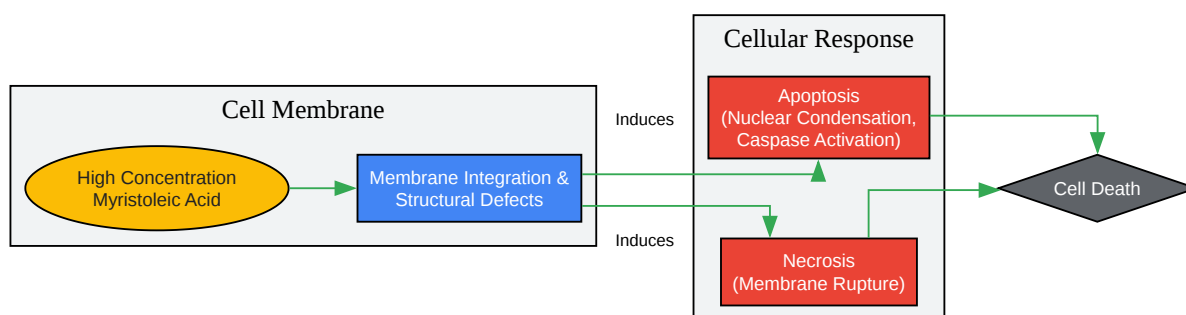 Cell Membrane
High Concentration
Myristoleic Acid
Membrane Integration &
Structural Defects
Induces
Induces
Cellular Response
Apoptosis
(Nuclear Condensation,
Caspase Activation)
Necrosis
(Membrane Rupture)
Cell Death